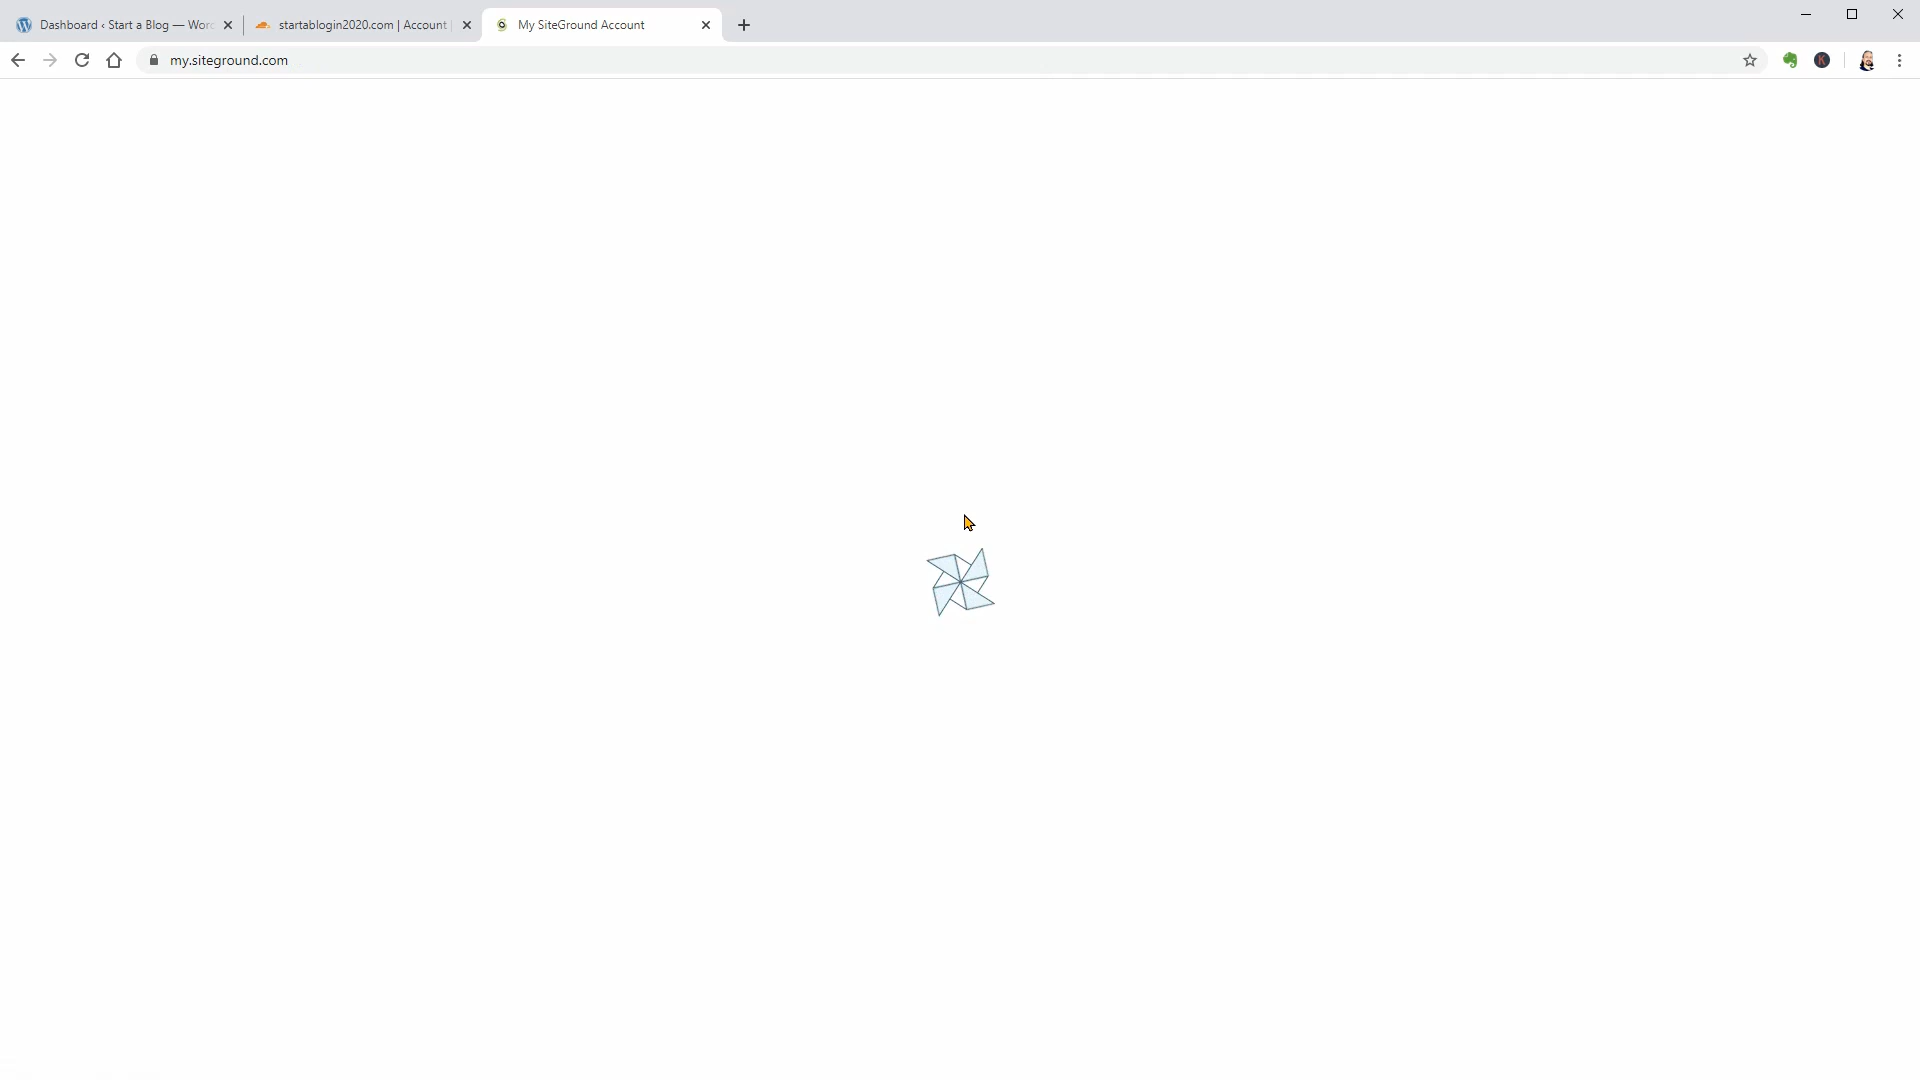 Dashboard ‹ Start a Blog — Wor
startablogin2020.com | Account
My SiteGround Account
my.siteground.com